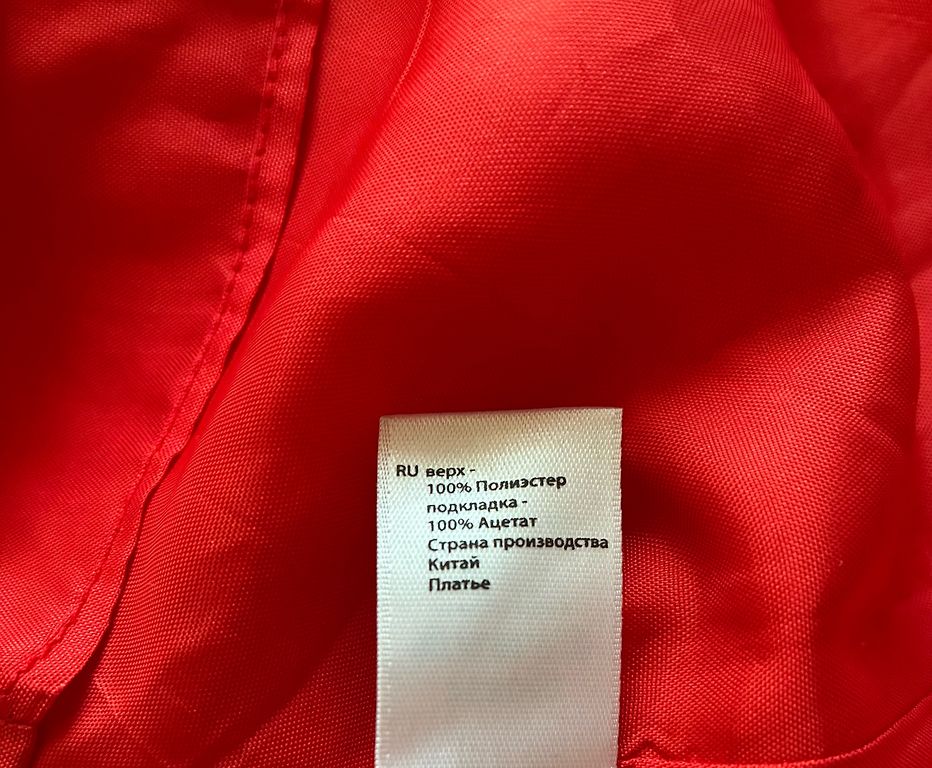 RU верх -
100% Полиэстер
подкладка -
100% Ацетат
Страна производства
Китай
Платье